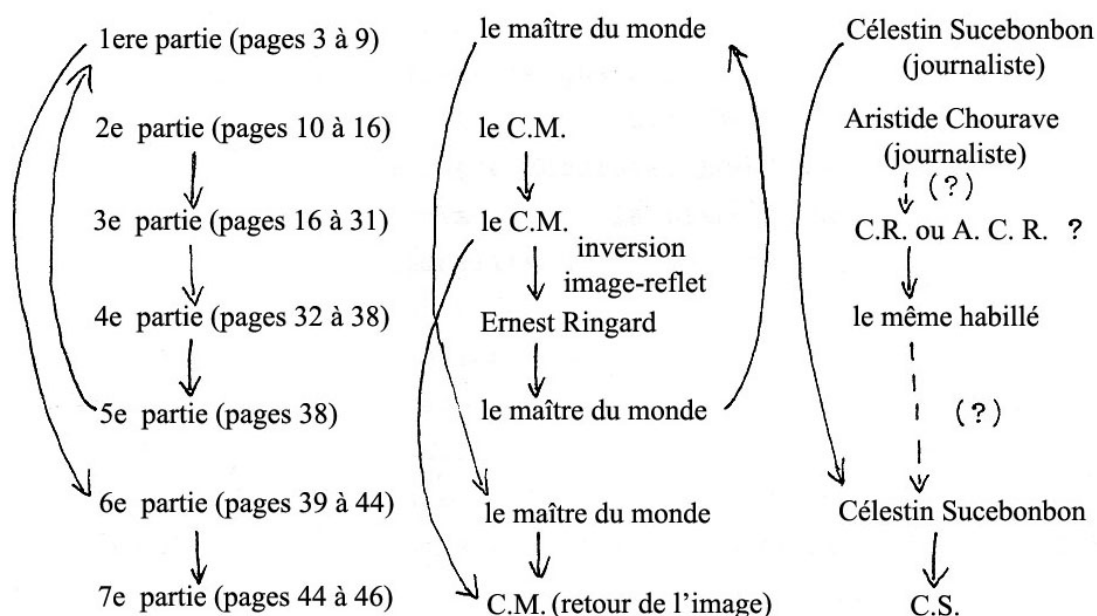 1ere partie (pages 3 à 9)
le maître du monde
Célestin Sucebonbon
(journaliste)
2e partie (pages 10 à 16)
le C.M.
Aristide Chourave
(journaliste)
(?)
3e partie (pages 16 à 31)
le C.M.
C.R. ou A. C. R. ?
inversion
image-reflet
4e partie (pages 32 à 38)
Ernest Ringard
le même habillé
5e partie (pages 38)
le maître du monde
(?)
6e partie (pages 39 à 44)
le maître du monde
Célestin Sucebonbon
7e partie (pages 44 à 46)
C.M. (retour de l'image)
C.S.